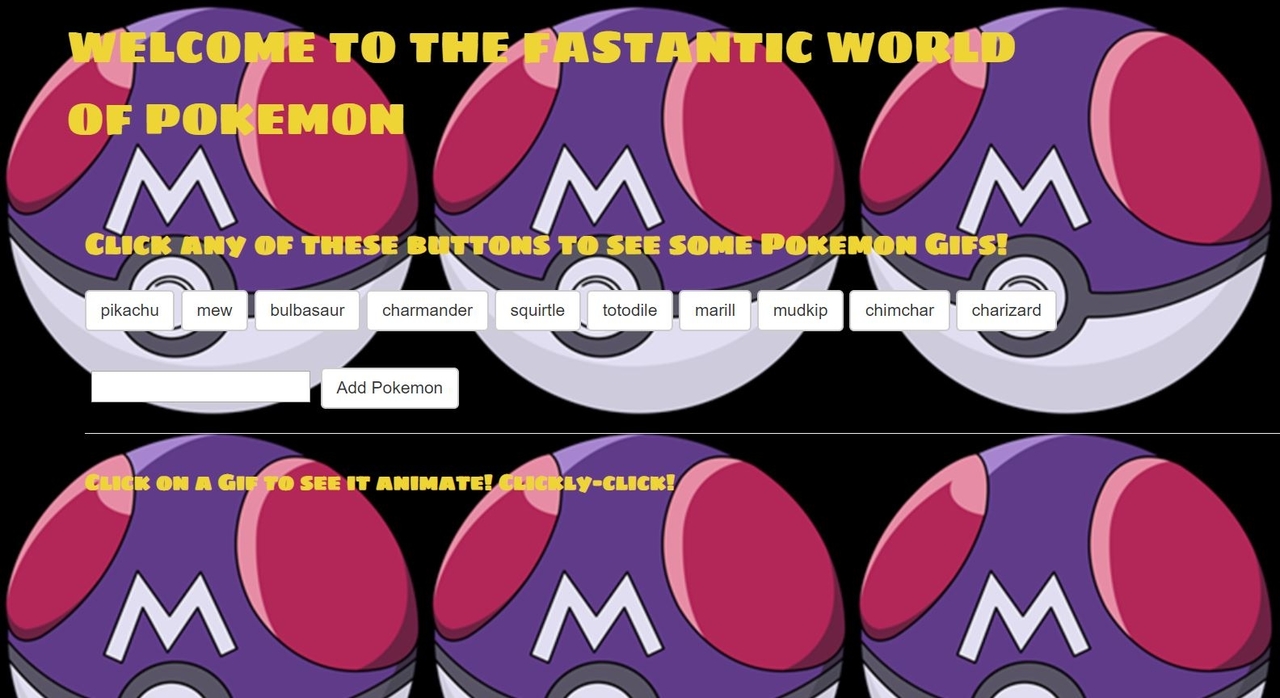 WELCOME TO THE FASTANTIC WORLD
OF POKEMON
M M M
Click any of these buttons to see some Pokemon Gifs!
pikachu mew bulbasaur charmander squirtle totodile marill mudkip chimchar charizard
Add Pokemon
Click on a Gif to see it animate! Clickly-click!
M M M